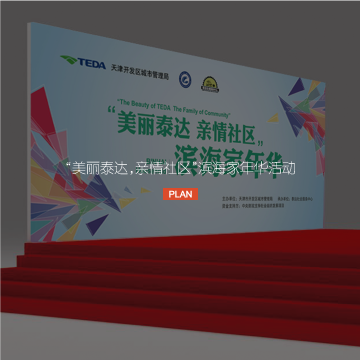 TEDA 天津开发区城市管理局
"The Beauty of TEDA The Family of Community"
“美丽泰达 亲情社区”
滨海家年华
“美丽泰达,亲情社区”滨海家年华活动
PLAN